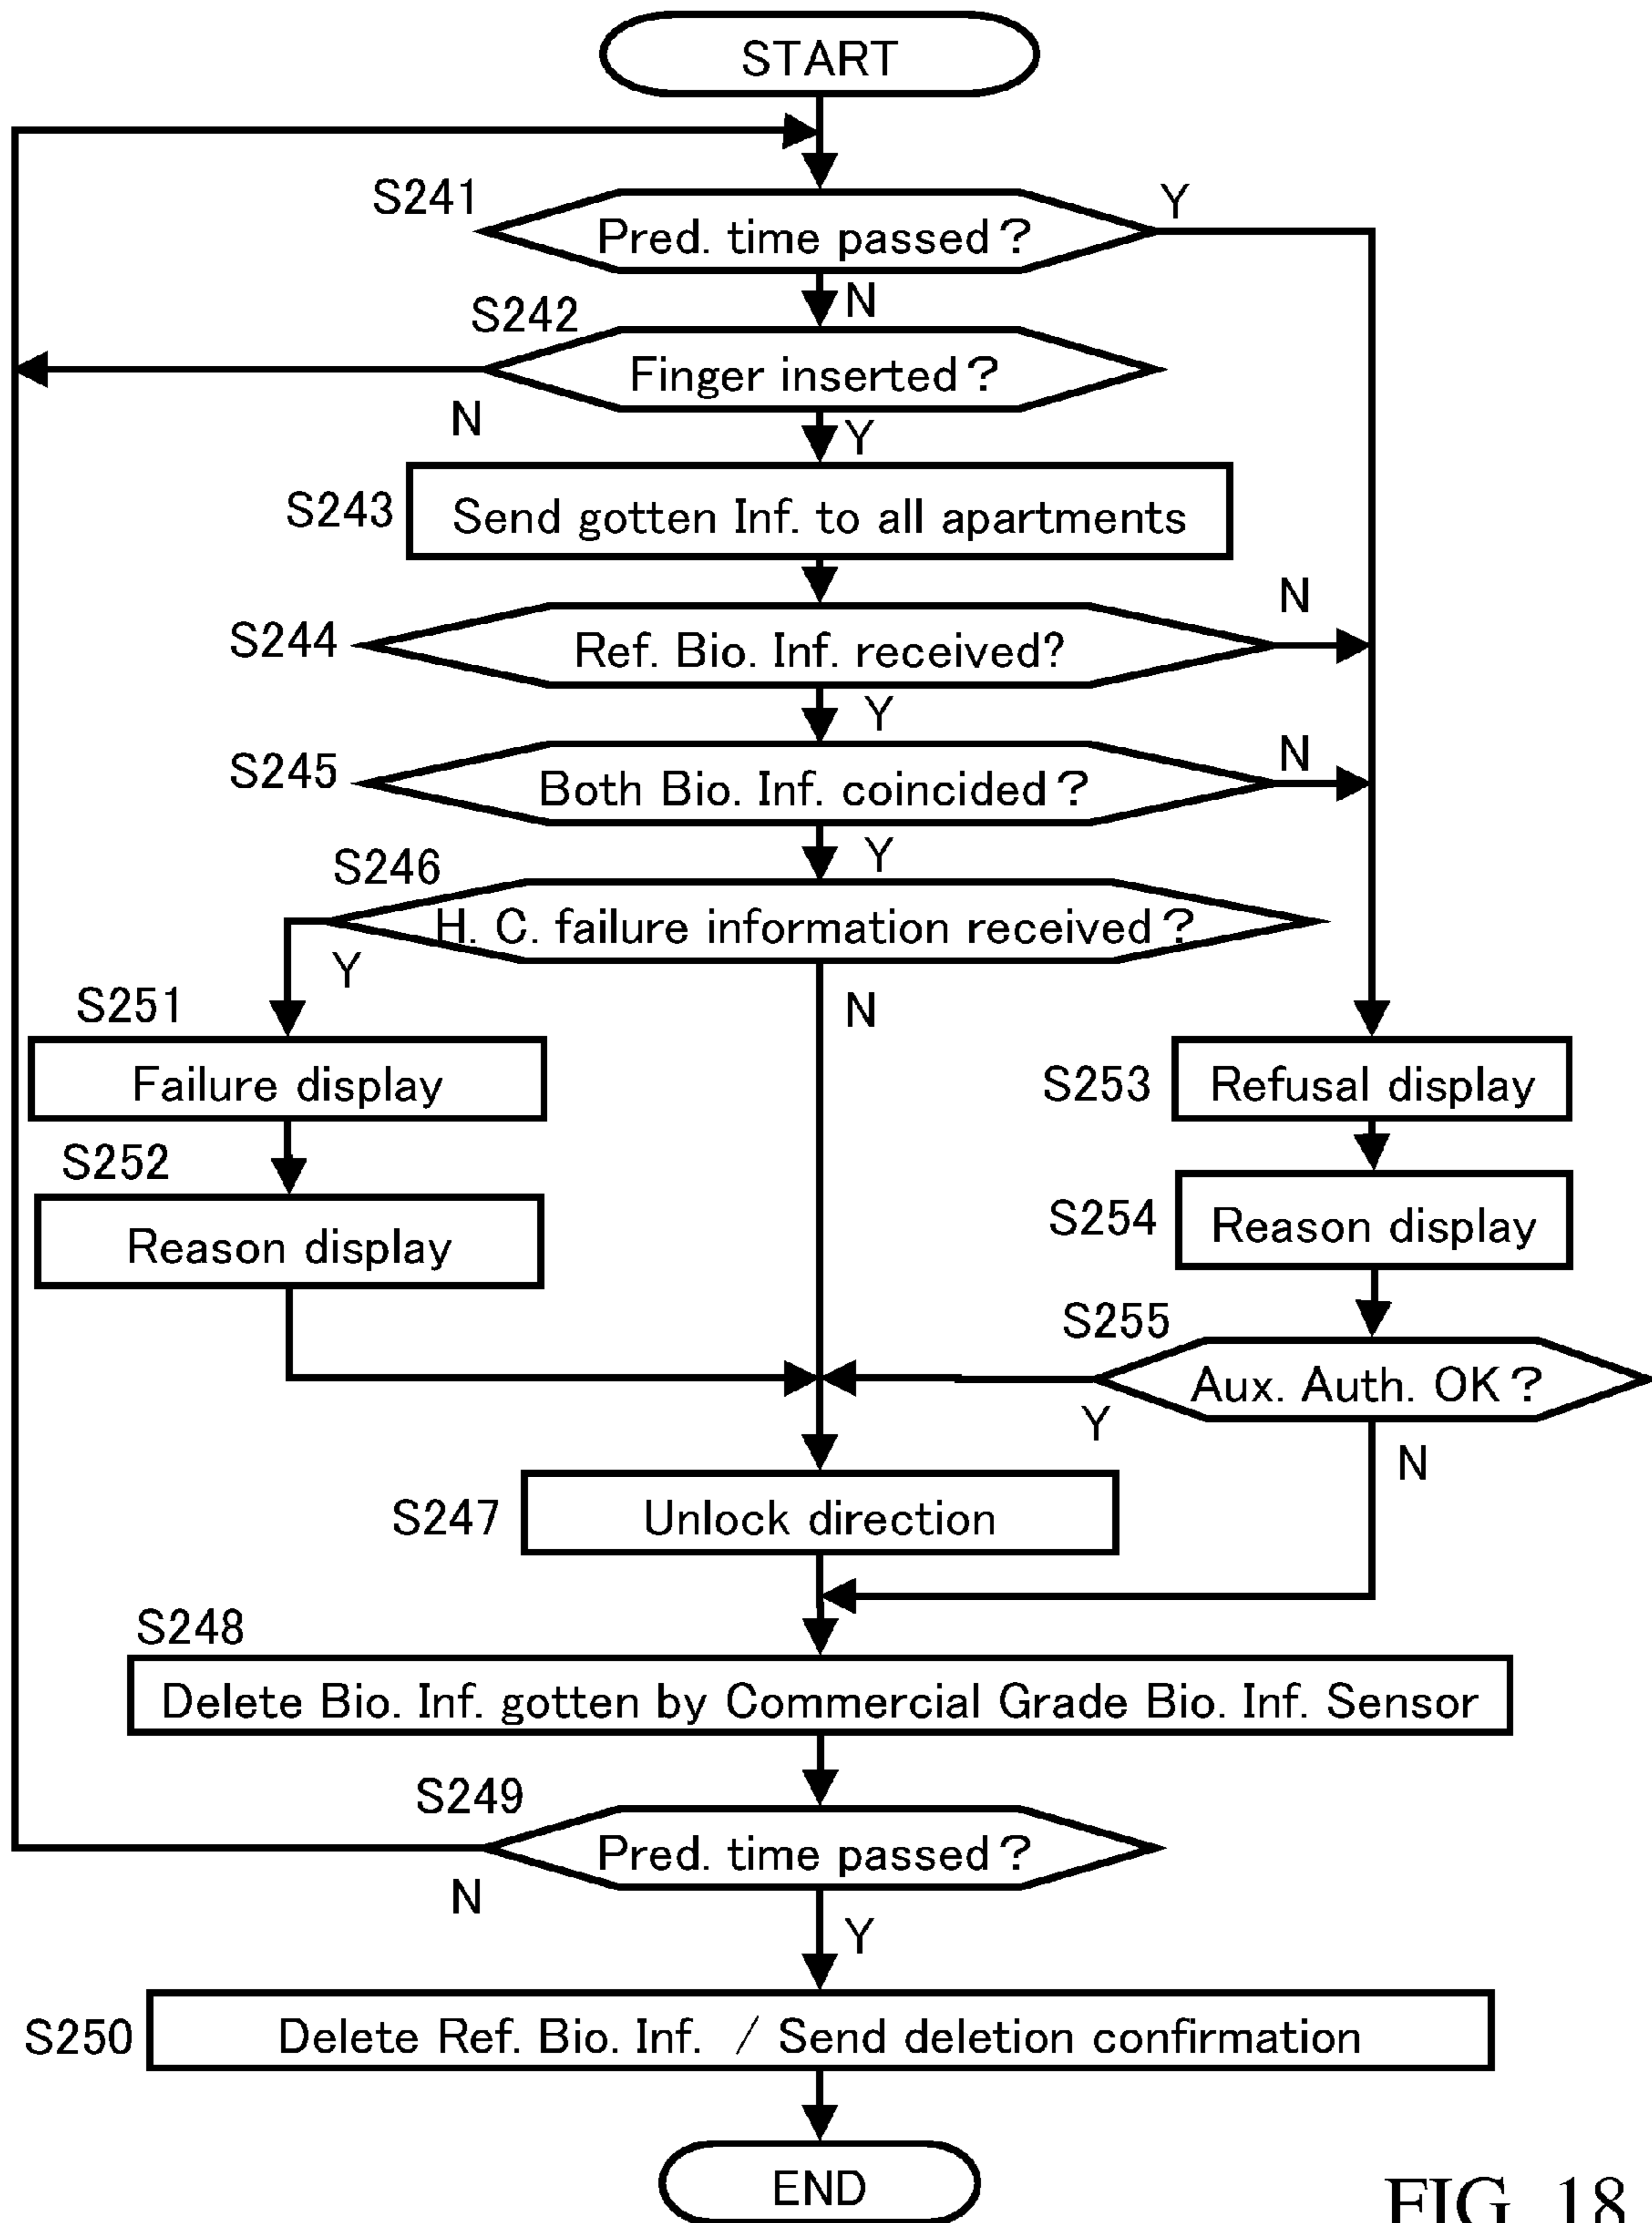 START
S241
Pred. time passed?
Y
N
S242
Finger inserted?
N
Y
S243
Send gotten Inf. to all apartments
S244
Ref. Bio. Inf. received?
N
Y
S245
Both Bio. Inf. coincided?
N
Y
S246
H. C. failure information received?
Y
N
S251
Failure display
S253
Refusal display
S252
Reason display
S254
Reason display
S255
Aux. Auth. OK?
Y
N
S247
Unlock direction
S248
Delete Bio. Inf. gotten by Commercial Grade Bio. Inf. Sensor
S249
Pred. time passed?
N
Y
S250
Delete Ref. Bio. Inf. / Send deletion confirmation
END
FIG. 18